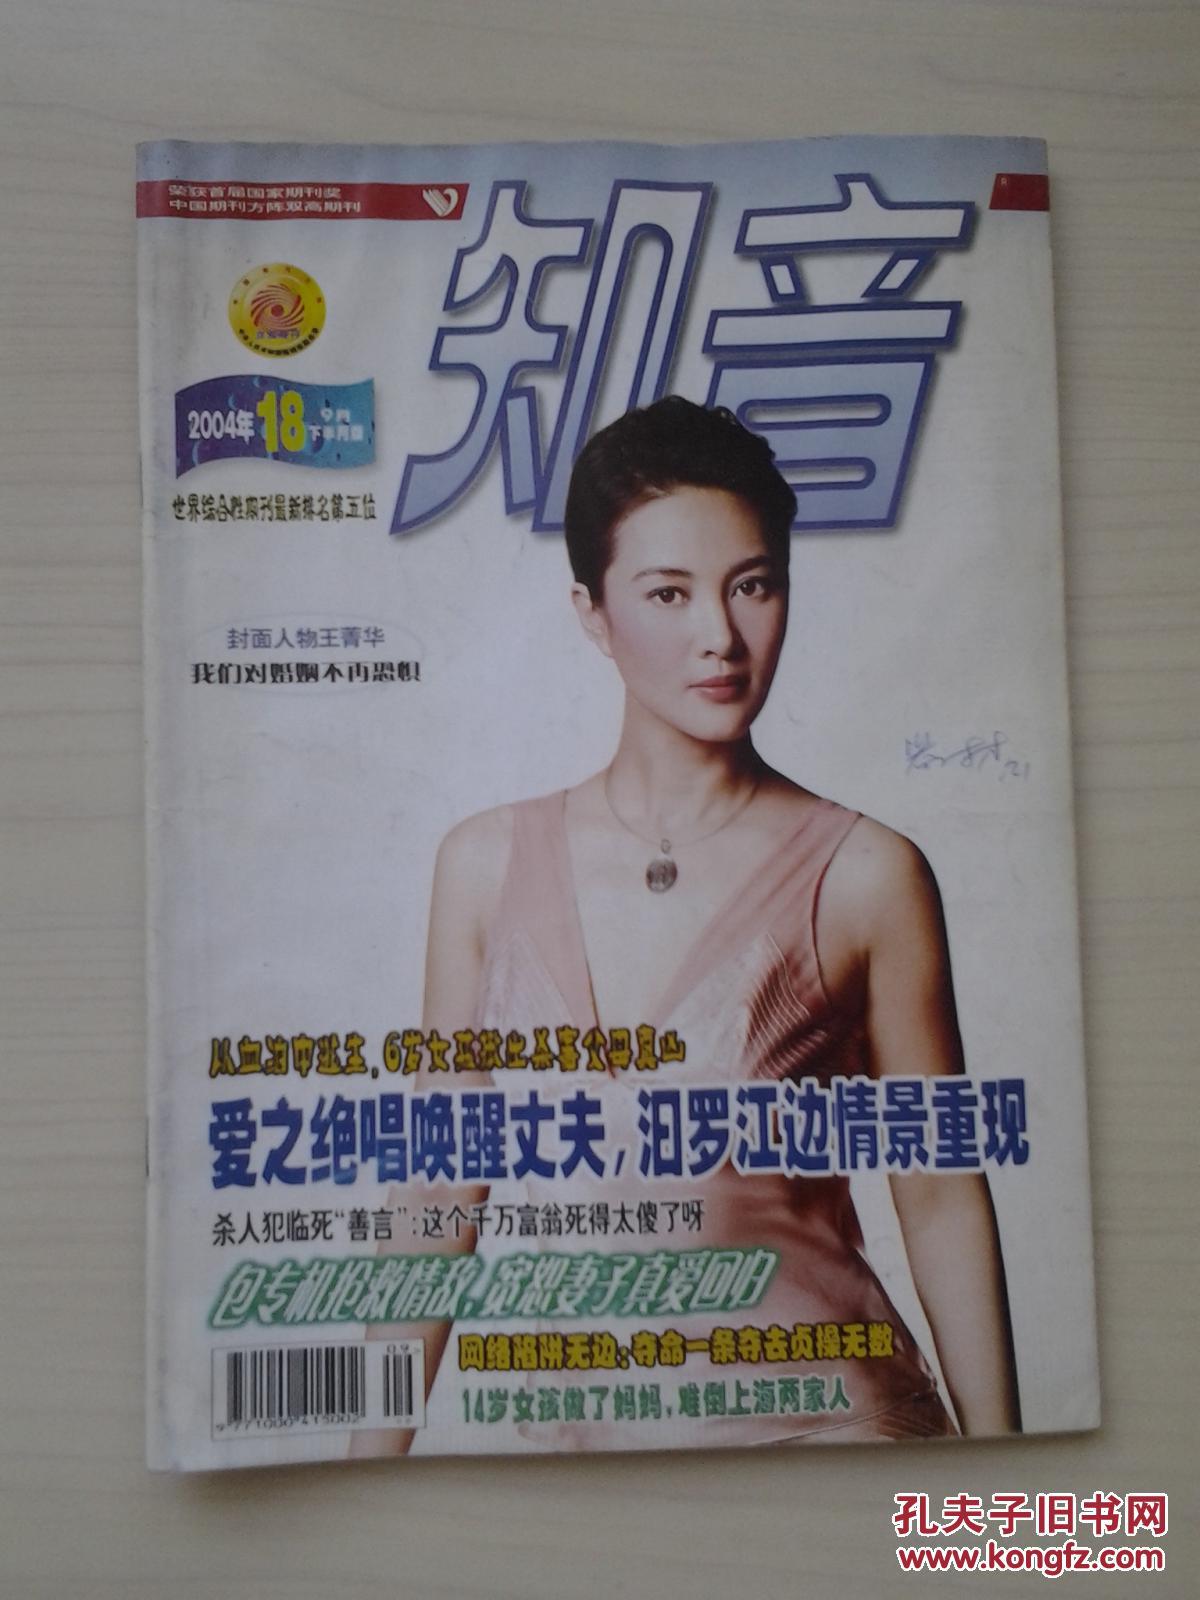 荣获首届国家期刊奖
中国期刊方阵双高期刊
R
知音
2004年 18 9月
下半月版
世界综合性期刊最新排名第五位
封面人物王菁华
我们对婚姻不再恐惧
从血泊中逃生,6岁女孩揪出杀害父母真凶
爱之绝唱唤醒丈夫,汨罗江边情景重现
杀人犯临死“善言”:这个千万富翁死得太傻了呀
包专机抢救情敌,宽恕妻子真爱回归
网络陷阱无边:夺命一条夺去贞操无数
14岁女孩做了妈妈,难倒上海两家人
09>
9 771000 415002
孔夫子旧书网
www.kongfz.com